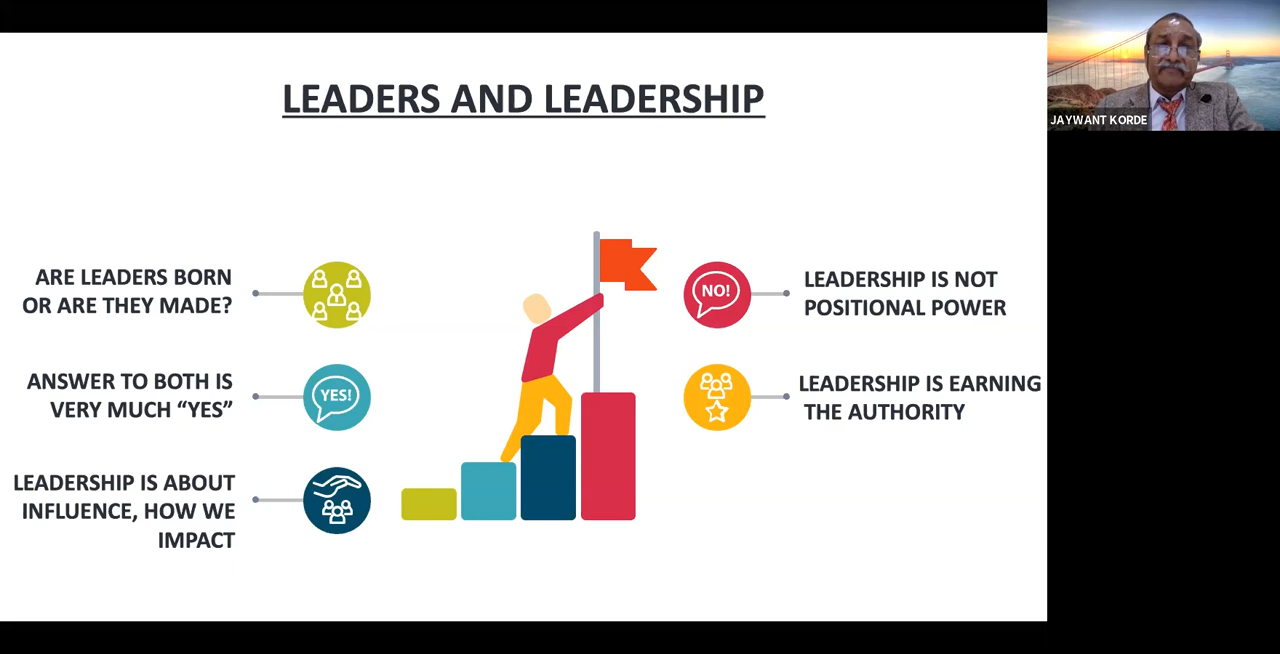 LEADERS AND LEADERSHIP
JAYWANT KORDE
ARE LEADERS BORN
OR ARE THEY MADE?
ANSWER TO BOTH IS
VERY MUCH “YES”
YES!
LEADERSHIP IS ABOUT
INFLUENCE, HOW WE
IMPACT
NO!
LEADERSHIP IS NOT
POSITIONAL POWER
LEADERSHIP IS EARNING
THE AUTHORITY